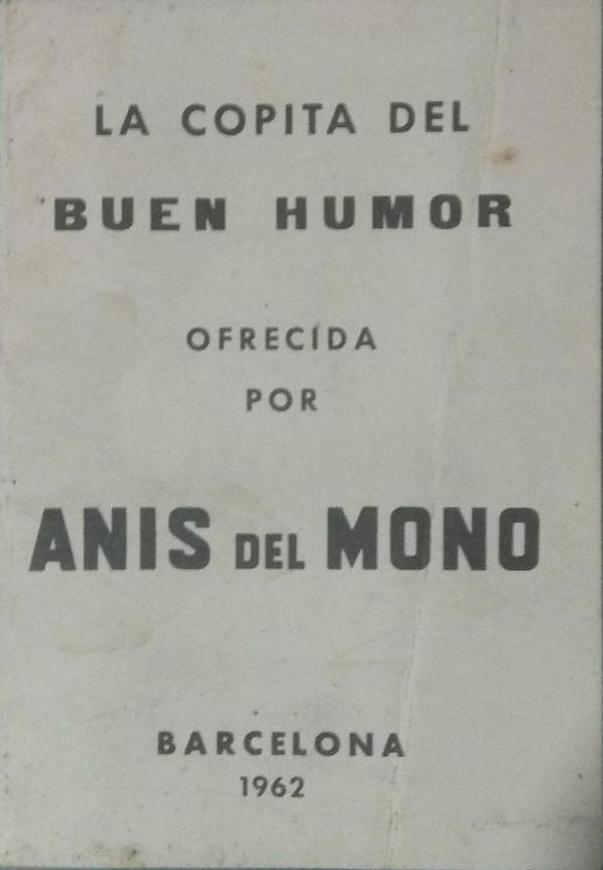 LA COPITA DEL
BUEN HUMOR
OFRECIDA
POR
ANIS DEL MONO
BARCELONA
1962